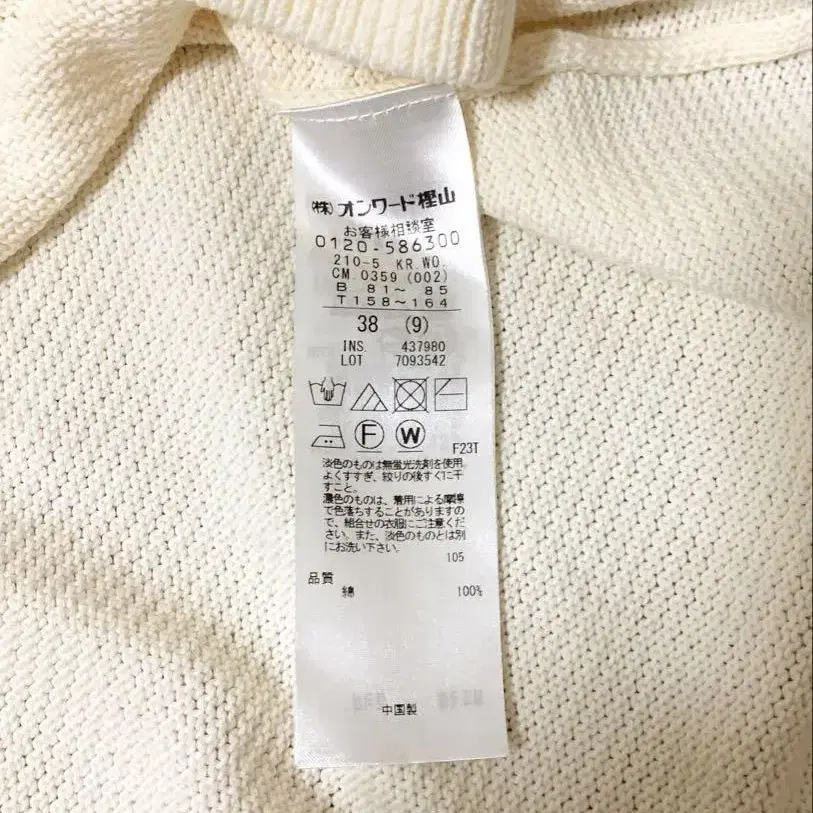 (株)オンワード樫山
お客様相談室
0120-586300
210-5 KR.WO.
CM.0359 (002)
B 81〜 85
T 158〜164
38 (9)
INS. 437980
LOT 7093542
F W
F23T
淡色のものは無蛍光洗剤を使用
よくすすぎ、絞りの後すぐに干
すこと。
濃色のものは、着用による摩擦
で色落ちすることがありますの
で、組合せの衣服にご注意くだ
さい。また、淡色のものとは別
にお洗い下さい。
105
品質
綿 100%
中国製